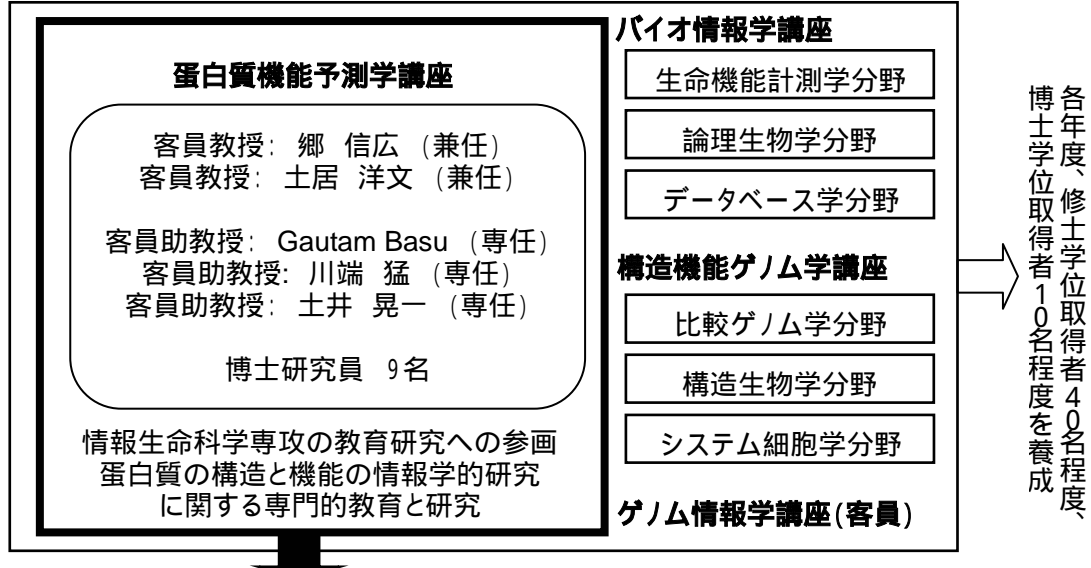 蛋白質機能予測学講座
客員教授： 郷 信広 (兼任)
客員教授： 土居 洋文 (兼任)
客員助教授： Gautam Basu (専任)
客員助教授： 川端 猛 (専任)
客員助教授： 土井 晃一 (専任)
博士研究員 9名
情報生命科学専攻の教育研究への参画
蛋白質の構造と機能の情報学的研究
に関する専門的教育と研究
バイオ情報学講座
生命機能計測学分野
論理生物学分野
データベース学分野
構造機能ゲノム学講座
比較ゲノム学分野
構造生物学分野
システム細胞学分野
ゲノム情報学講座(客員)
各年度、修士学位取得者40名程度、
博士学位取得者10名程度を養成